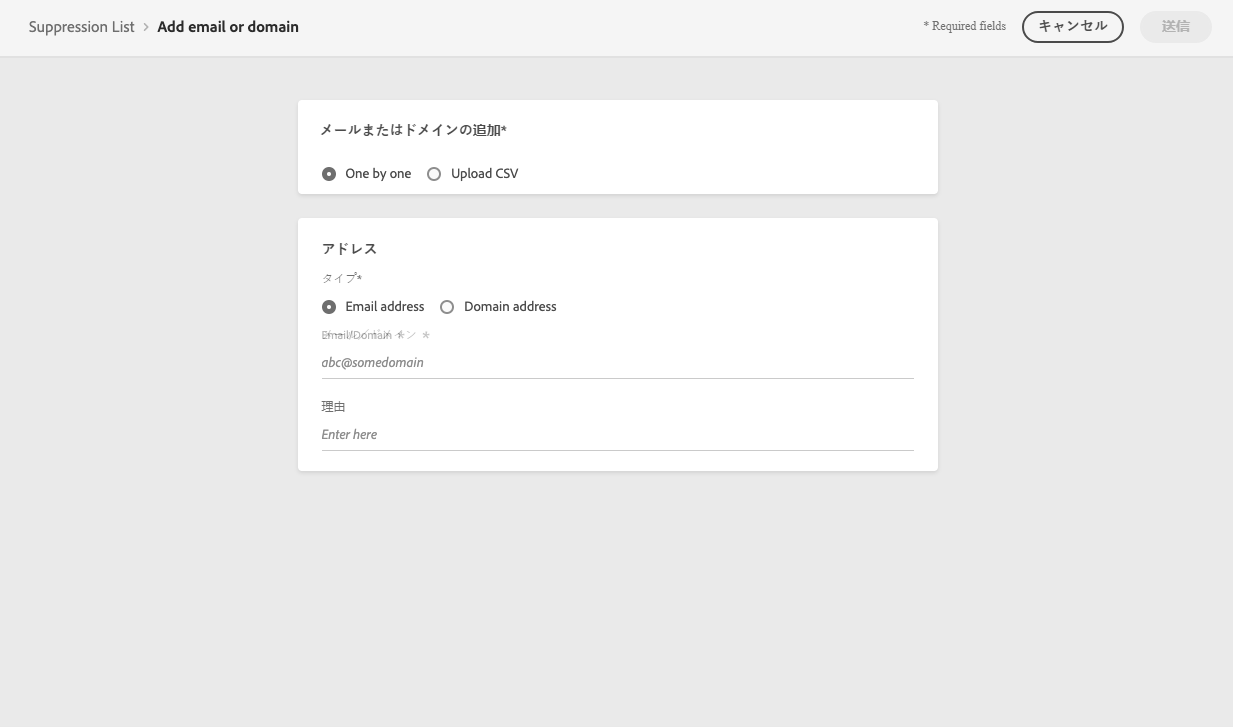 Suppression List › Add email or domain
* Required fields
キャンセル
送信
メールまたはドメインの追加*
One by one
Upload CSV
アドレス
タイプ*
Email address
Domain address
Email/Domain *
abc@somedomain
理由
Enter here